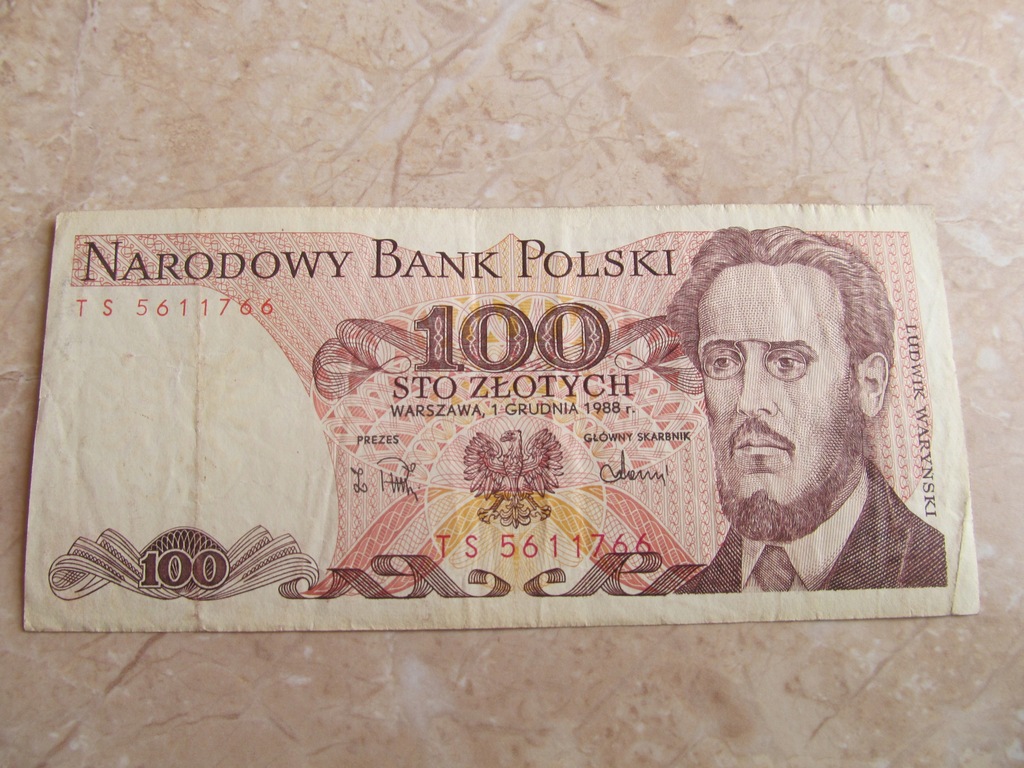 NARODOWY BANK POLSKI
TS 5611766
100
STO ZŁOTYCH
WARSZAWA, 1 GRUDNIA 1988 r.
PREZES
GŁÓWNY SKARBNIK
TS 5611766
100
LUDWIK WARYŃSKI